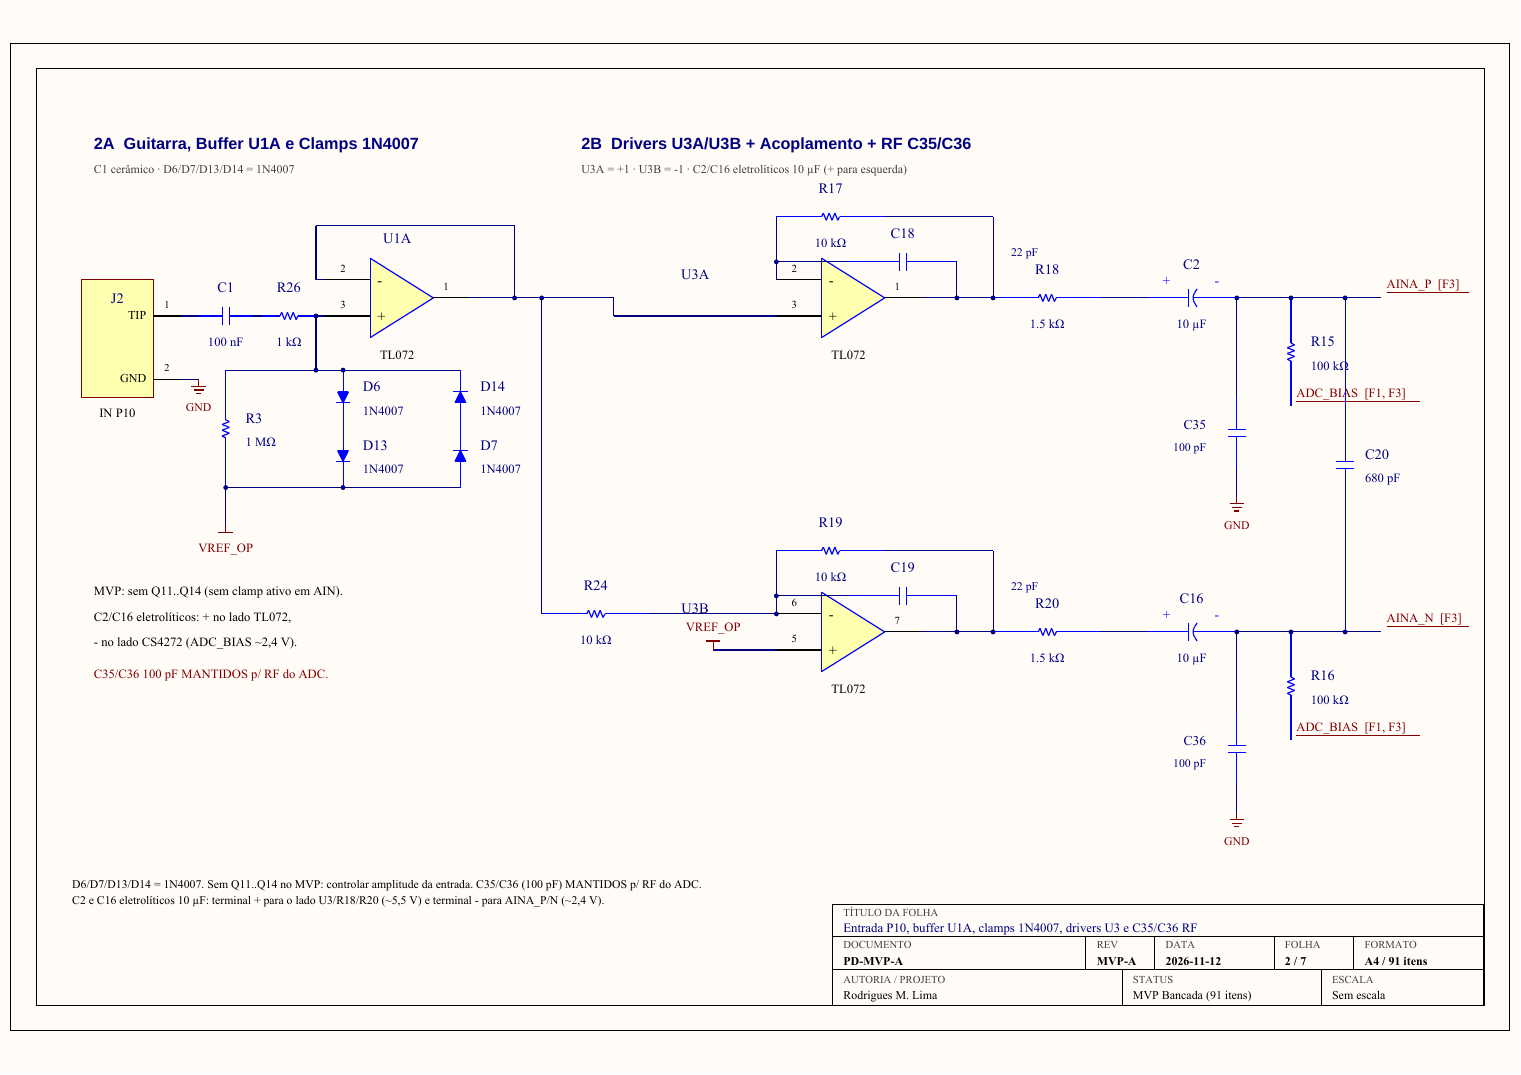 2A Guitarra, Buffer U1A e Clamps 1N4007
C1 cerâmico · D6/D7/D13/D14 = 1N4007
2B Drivers U3A/U3B + Acoplamento + RF C35/C36
U3A = +1 · U3B = -1 · C2/C16 eletrolíticos 10 µF (+ para esquerda)
J2
TIP
GND
IN P10
1
2
GND
C1
100 nF
R26
1 kΩ
U1A
2
3
1
-
+
TL072
R3
1 MΩ
D6
1N4007
D13
1N4007
D14
1N4007
D7
1N4007
VREF_OP
R17
10 kΩ
C18
22 pF
U3A
2
3
1
-
+
TL072
R18
1.5 kΩ
C2
+
-
10 µF
AINA_P [F3]
R15
100 kΩ
ADC_BIAS [F1, F3]
C35
100 pF
GND
C20
680 pF
R19
10 kΩ
C19
22 pF
R24
10 kΩ
U3B
VREF_OP
6
5
7
-
+
TL072
R20
1.5 kΩ
C16
+
-
10 µF
AINA_N [F3]
R16
100 kΩ
ADC_BIAS [F1, F3]
C36
100 pF
GND
MVP: sem Q11..Q14 (sem clamp ativo em AIN).
C2/C16 eletrolíticos: + no lado TL072,
- no lado CS4272 (ADC_BIAS ~2,4 V).
C35/C36 100 pF MANTIDOS p/ RF do ADC.
D6/D7/D13/D14 = 1N4007. Sem Q11..Q14 no MVP: controlar amplitude da entrada. C35/C36 (100 pF) MANTIDOS p/ RF do ADC.
C2 e C16 eletrolíticos 10 µF: terminal + para o lado U3/R18/R20 (~5,5 V) e terminal - para AINA_P/N (~2,4 V).
TÍTULO DA FOLHA
Entrada P10, buffer U1A, clamps 1N4007, drivers U3 e C35/C36 RF
DOCUMENTO REV DATA FOLHA FORMATO
PD-MVP-A MVP-A 2026-11-12 2 / 7 A4 / 91 itens
AUTORIA / PROJETO STATUS ESCALA
Rodrigues M. Lima MVP Bancada (91 itens) Sem escala